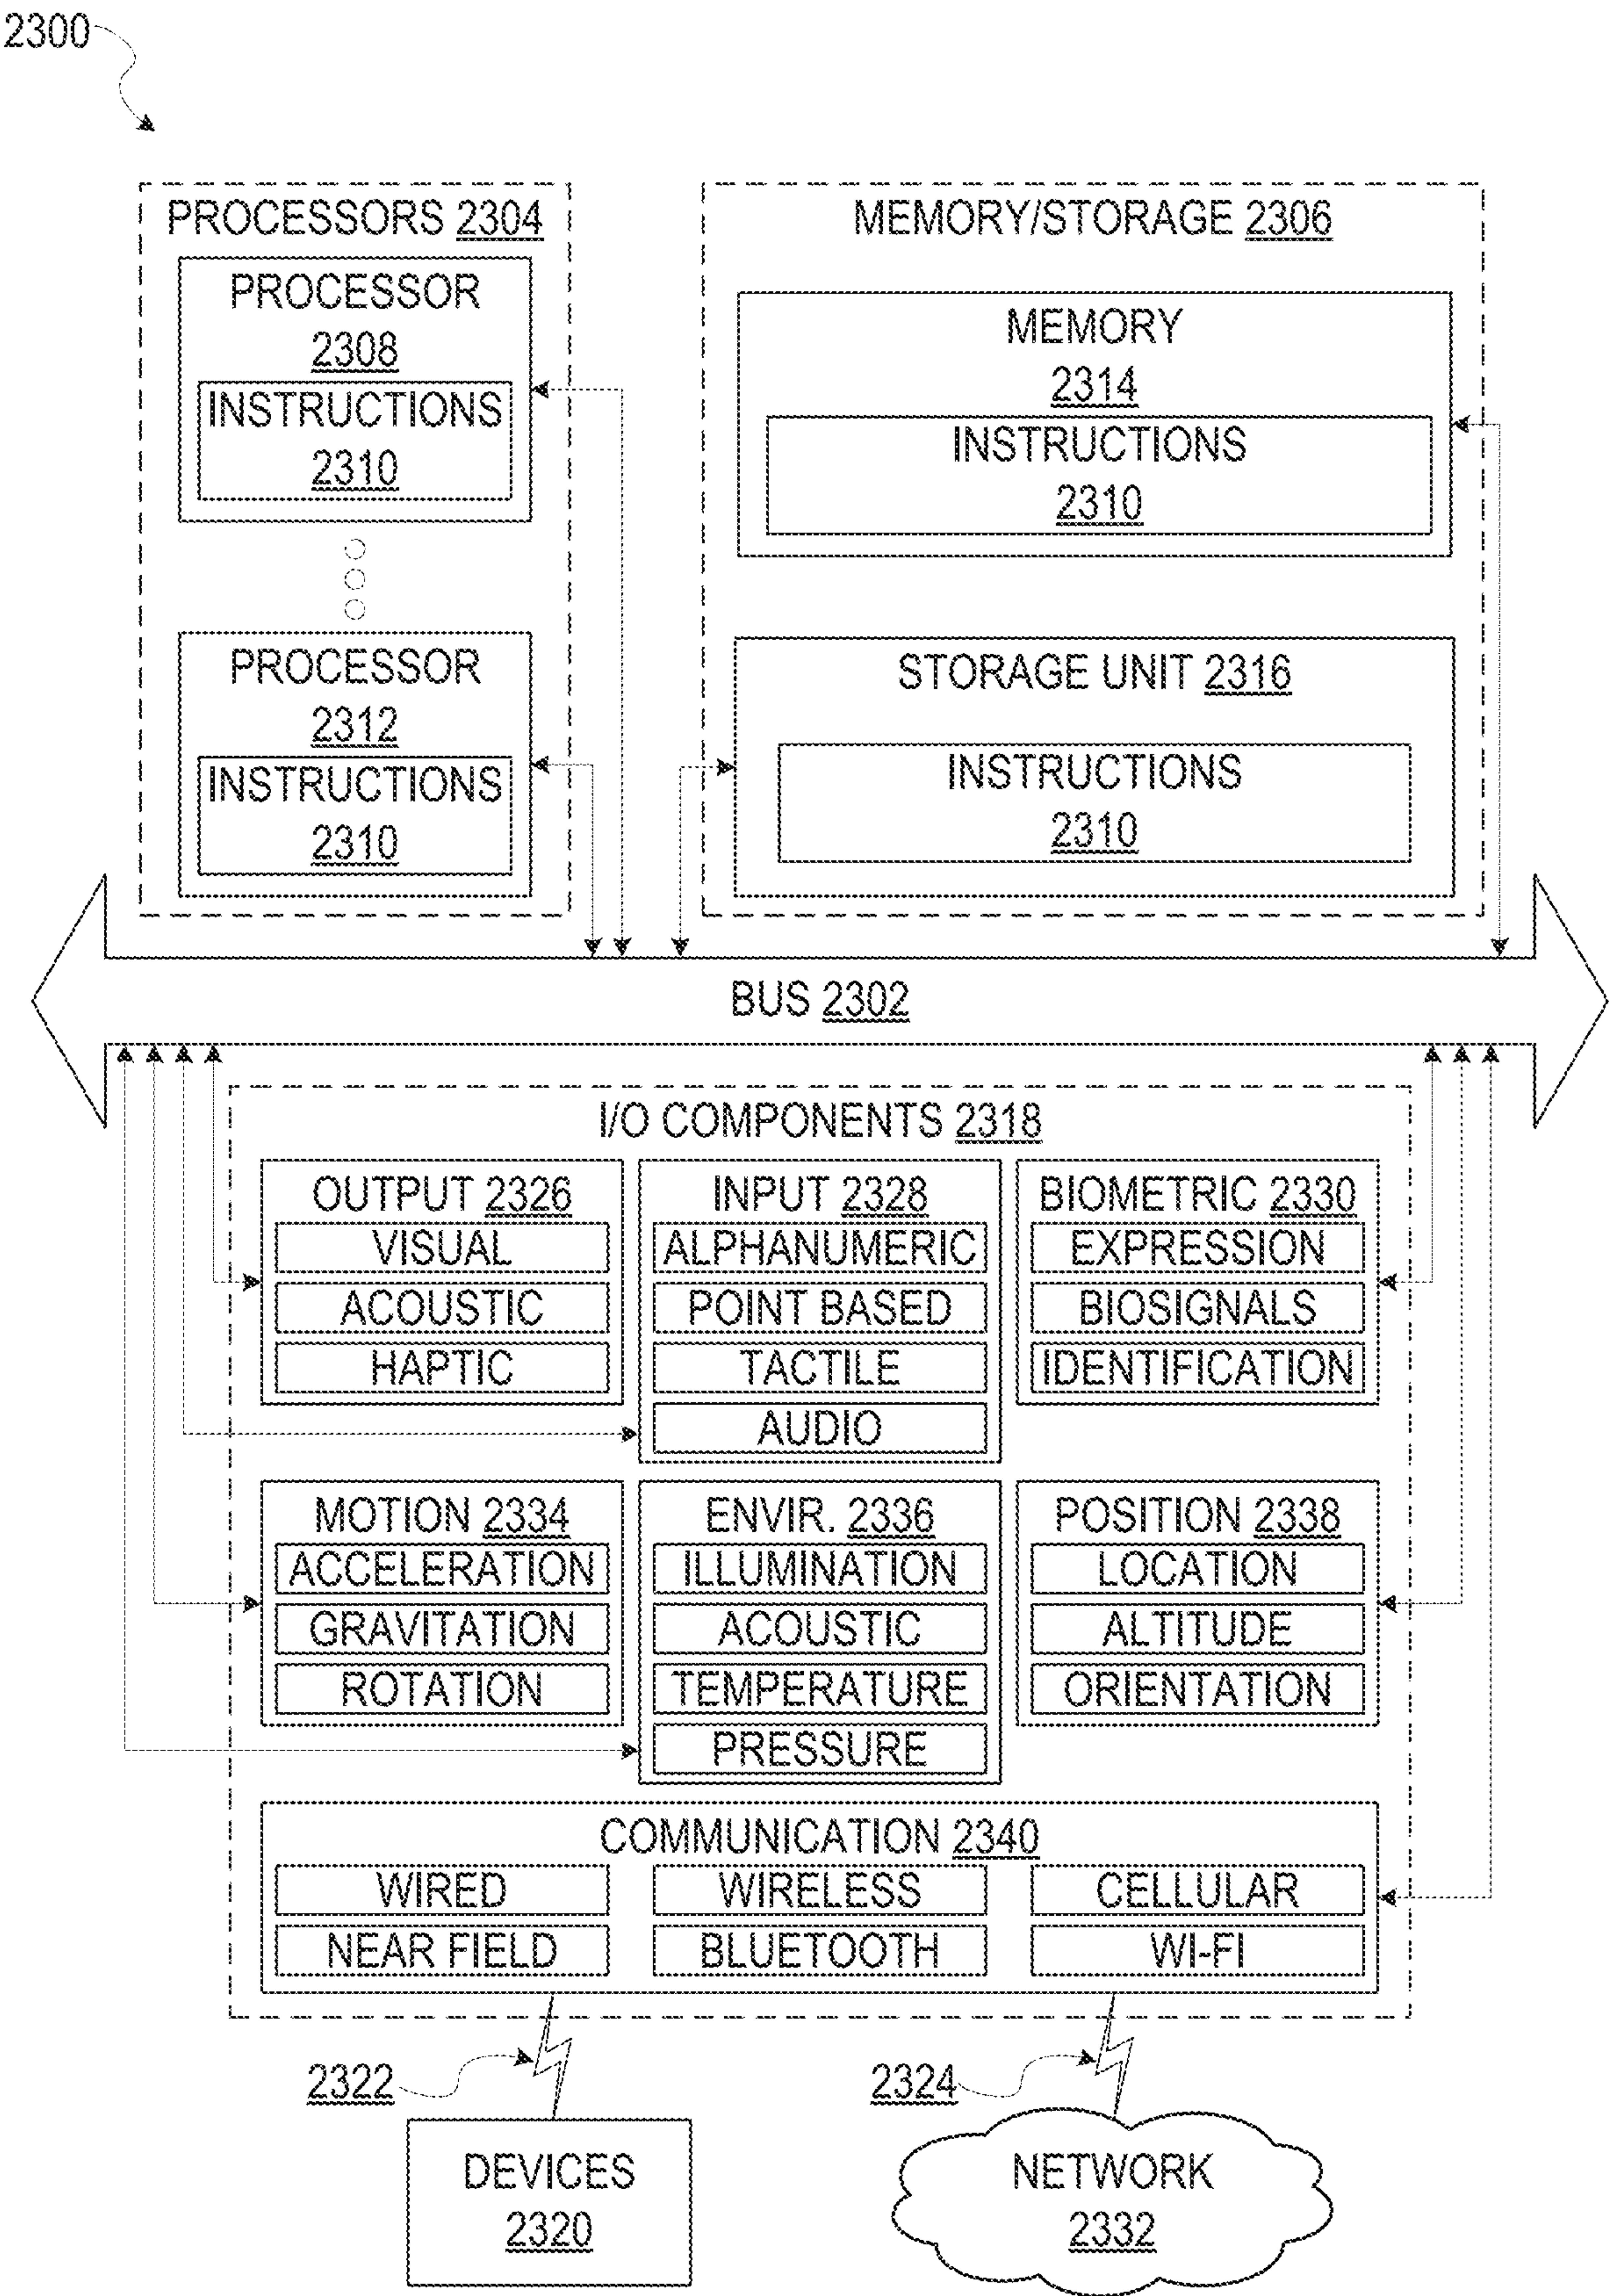 2300
PROCESSORS 2304
PROCESSOR
2308
INSTRUCTIONS
2310
PROCESSOR
2312
INSTRUCTIONS
2310
MEMORY/STORAGE 2306
MEMORY
2314
INSTRUCTIONS
2310
STORAGE UNIT 2316
INSTRUCTIONS
2310
BUS 2302
I/O COMPONENTS 2318
OUTPUT 2326
VISUAL
ACOUSTIC
HAPTIC
INPUT 2328
ALPHANUMERIC
POINT BASED
TACTILE
AUDIO
BIOMETRIC 2330
EXPRESSION
BIOSIGNALS
IDENTIFICATION
MOTION 2334
ACCELERATION
GRAVITATION
ROTATION
ENVIR. 2336
ILLUMINATION
ACOUSTIC
TEMPERATURE
PRESSURE
POSITION 2338
LOCATION
ALTITUDE
ORIENTATION
COMMUNICATION 2340
WIRED
WIRELESS
CELLULAR
NEAR FIELD
BLUETOOTH
WI-FI
2322
2324
DEVICES
2320
NETWORK
2332